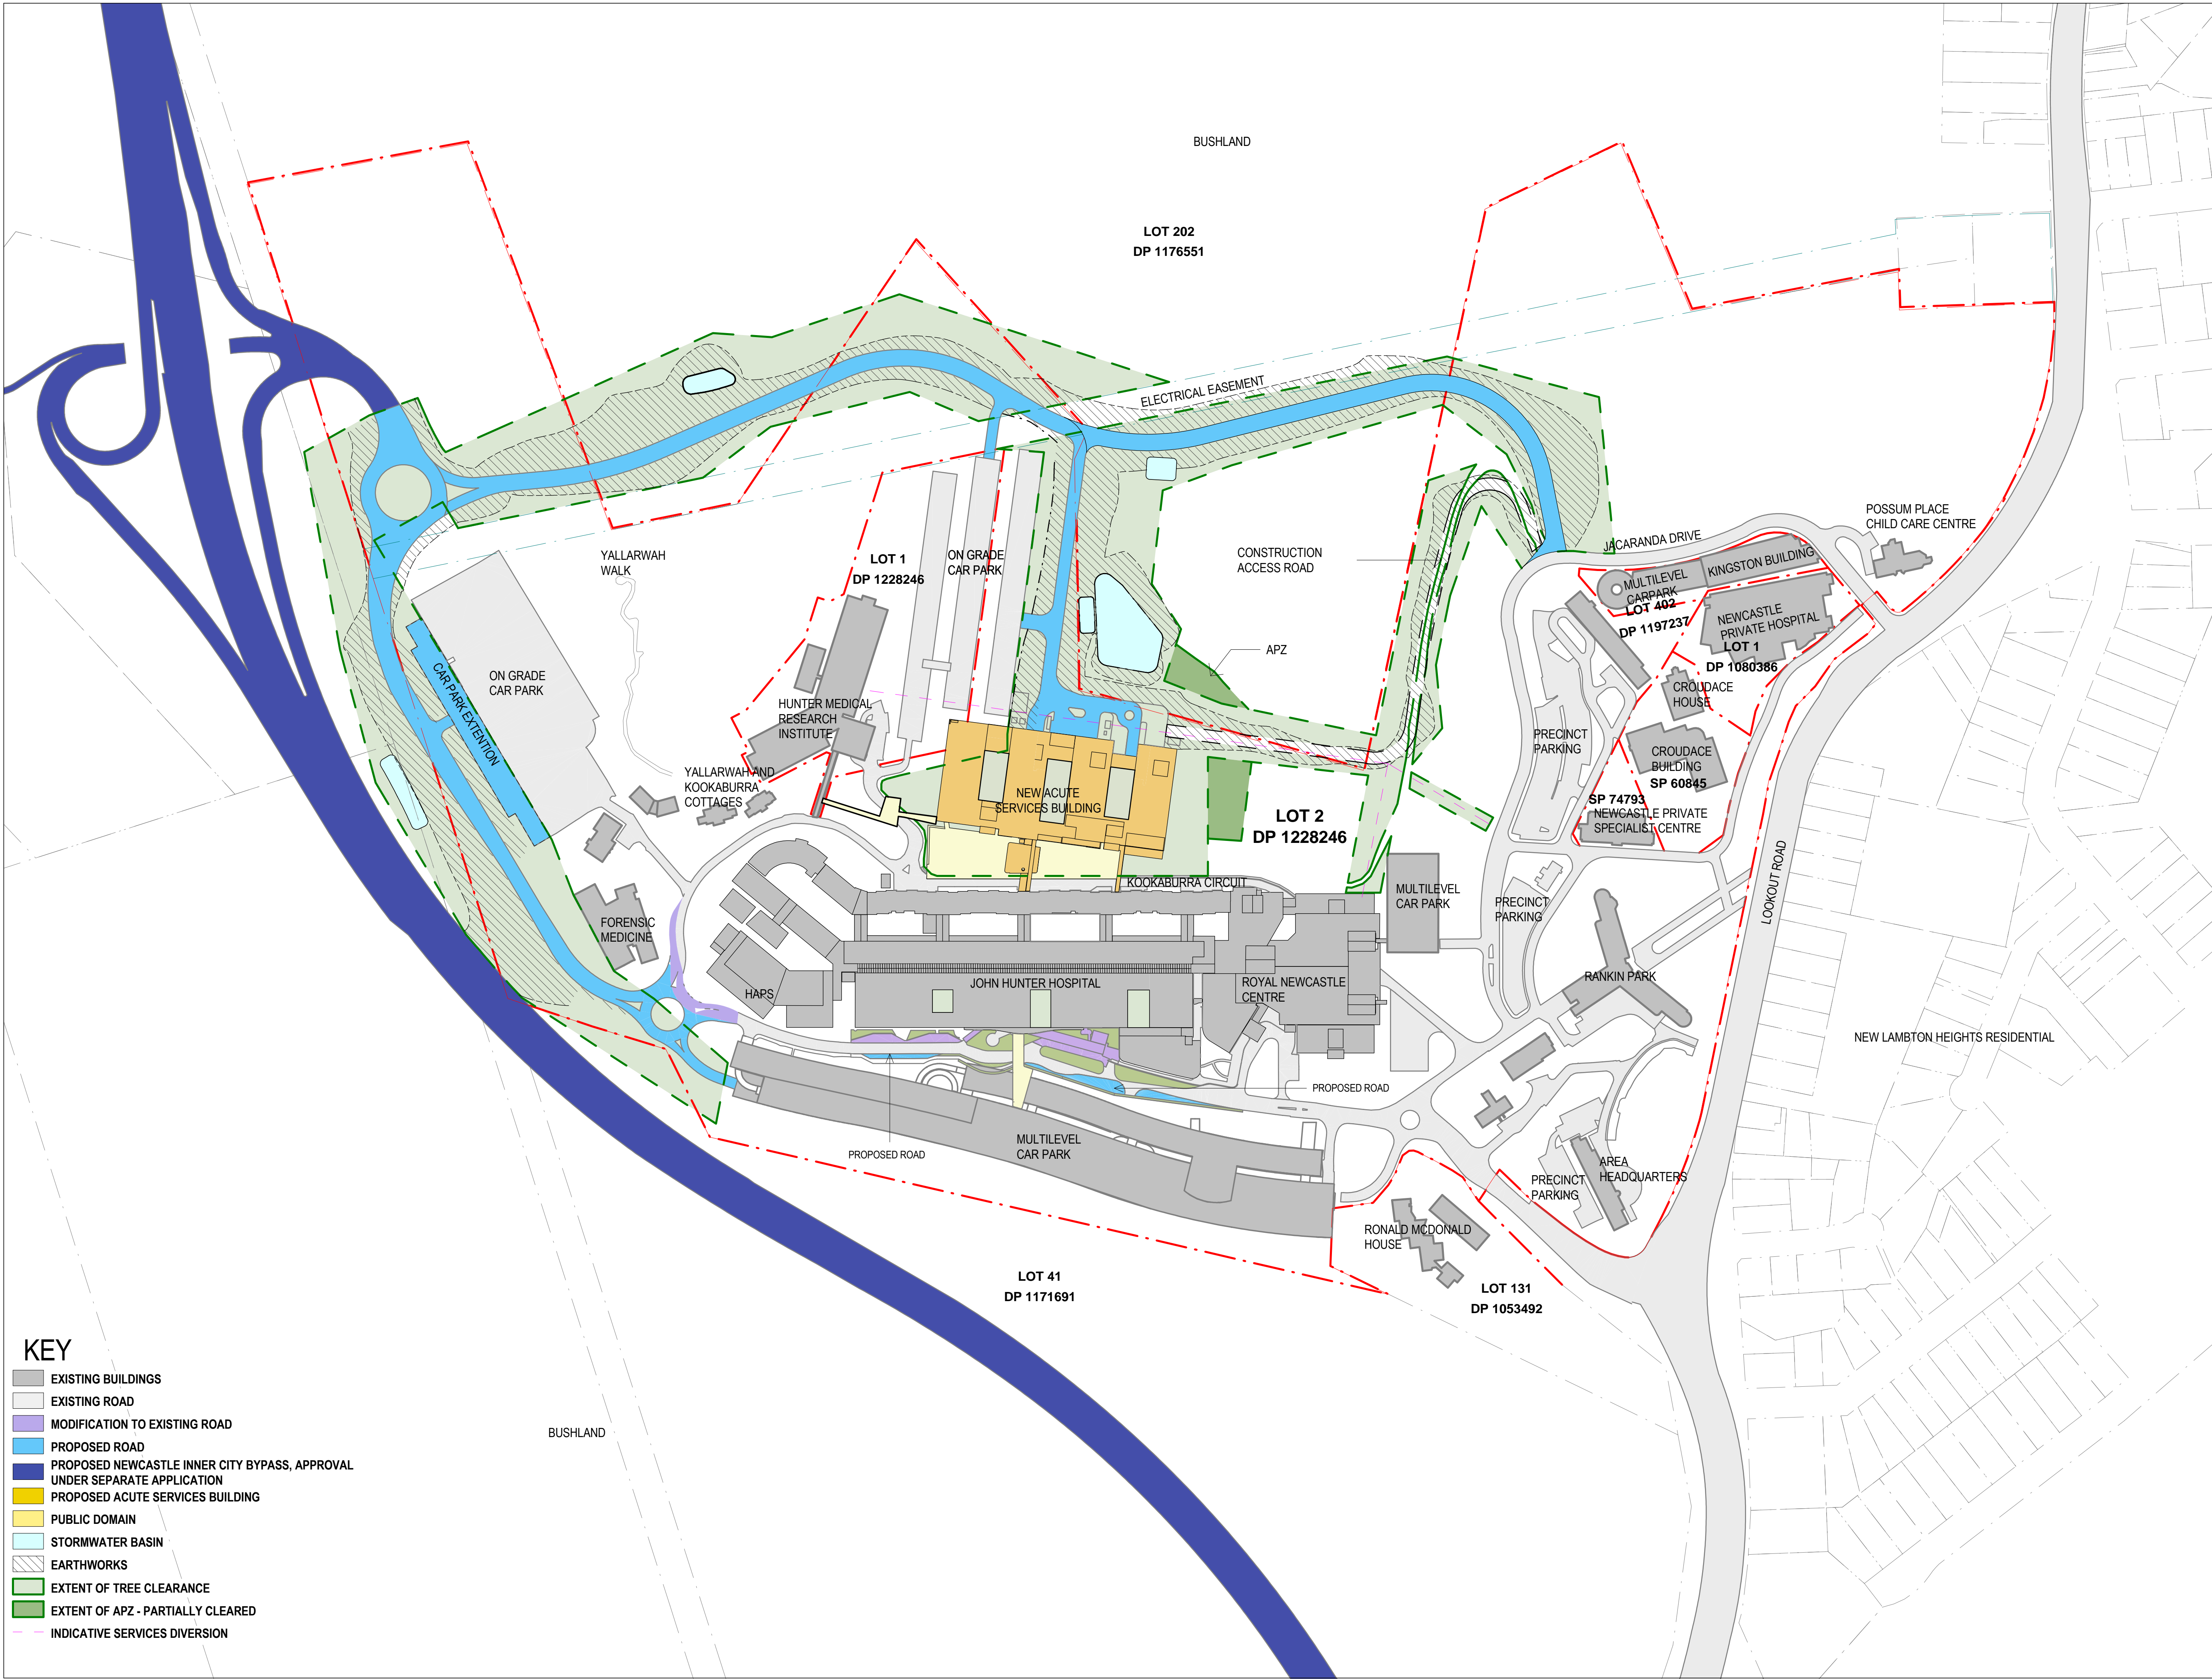 BUSHLAND
LOT 202
DP 1176551
ELECTRICAL EASEMENT
POSSUM PLACE
CHILD CARE CENTRE
JACARANDA DRIVE
KINGSTON BUILDING
MULTILEVEL
CARPARK
LOT 402
DP 1197237
NEWCASTLE
PRIVATE HOSPITAL
LOT 1
DP 1080386
CROUDACE
HOUSE
YALLARWAH
WALK
LOT 1
DP 1228246
ON GRADE
CAR PARK
CONSTRUCTION
ACCESS ROAD
APZ
CAR PARK EXTENTION
ON GRADE
CAR PARK
HUNTER MEDICAL
RESEARCH
INSTITUTE
PRECINCT
PARKING
CROUDACE
BUILDING
SP 60845
SP 74793
NEWCASTLE PRIVATE
SPECIALIST CENTRE
YALLARWAH AND
KOOKABURRA
COTTAGES
NEW ACUTE
SERVICES BUILDING
LOT 2
DP 1228246
KOOKABURRA CIRCUIT
MULTILEVEL
CAR PARK
PRECINCT
PARKING
LOOKOUT ROAD
FORENSIC
MEDICINE
HAPS
JOHN HUNTER HOSPITAL
ROYAL NEWCASTLE
CENTRE
RANKIN PARK
NEW LAMBTON HEIGHTS RESIDENTIAL
PROPOSED ROAD
PROPOSED ROAD
MULTILEVEL
CAR PARK
AREA
HEADQUARTERS
PRECINCT
PARKING
RONALD MCDONALD
HOUSE
LOT 41
DP 1171691
LOT 131
DP 1053492
BUSHLAND
KEY
EXISTING BUILDINGS
EXISTING ROAD
MODIFICATION TO EXISTING ROAD
PROPOSED ROAD
PROPOSED NEWCASTLE INNER CITY BYPASS, APPROVAL
UNDER SEPARATE APPLICATION
PROPOSED ACUTE SERVICES BUILDING
PUBLIC DOMAIN
STORMWATER BASIN
EARTHWORKS
EXTENT OF TREE CLEARANCE
EXTENT OF APZ - PARTIALLY CLEARED
INDICATIVE SERVICES DIVERSION